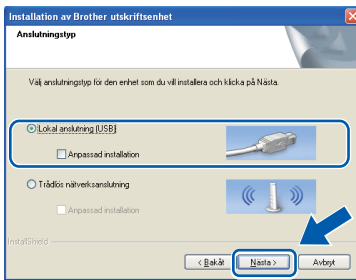 Installation av Brother utskriftsenhet
Anslutningstyp
Välj anslutningstyp för den enhet som du vill installera och klicka på Nästa.
Lokal anslutning (USB)
Anpassad installation
Trådlös nätverksanslutning
Anpassad installation
InstallShield
< Bakåt
Nästa >
Avbryt